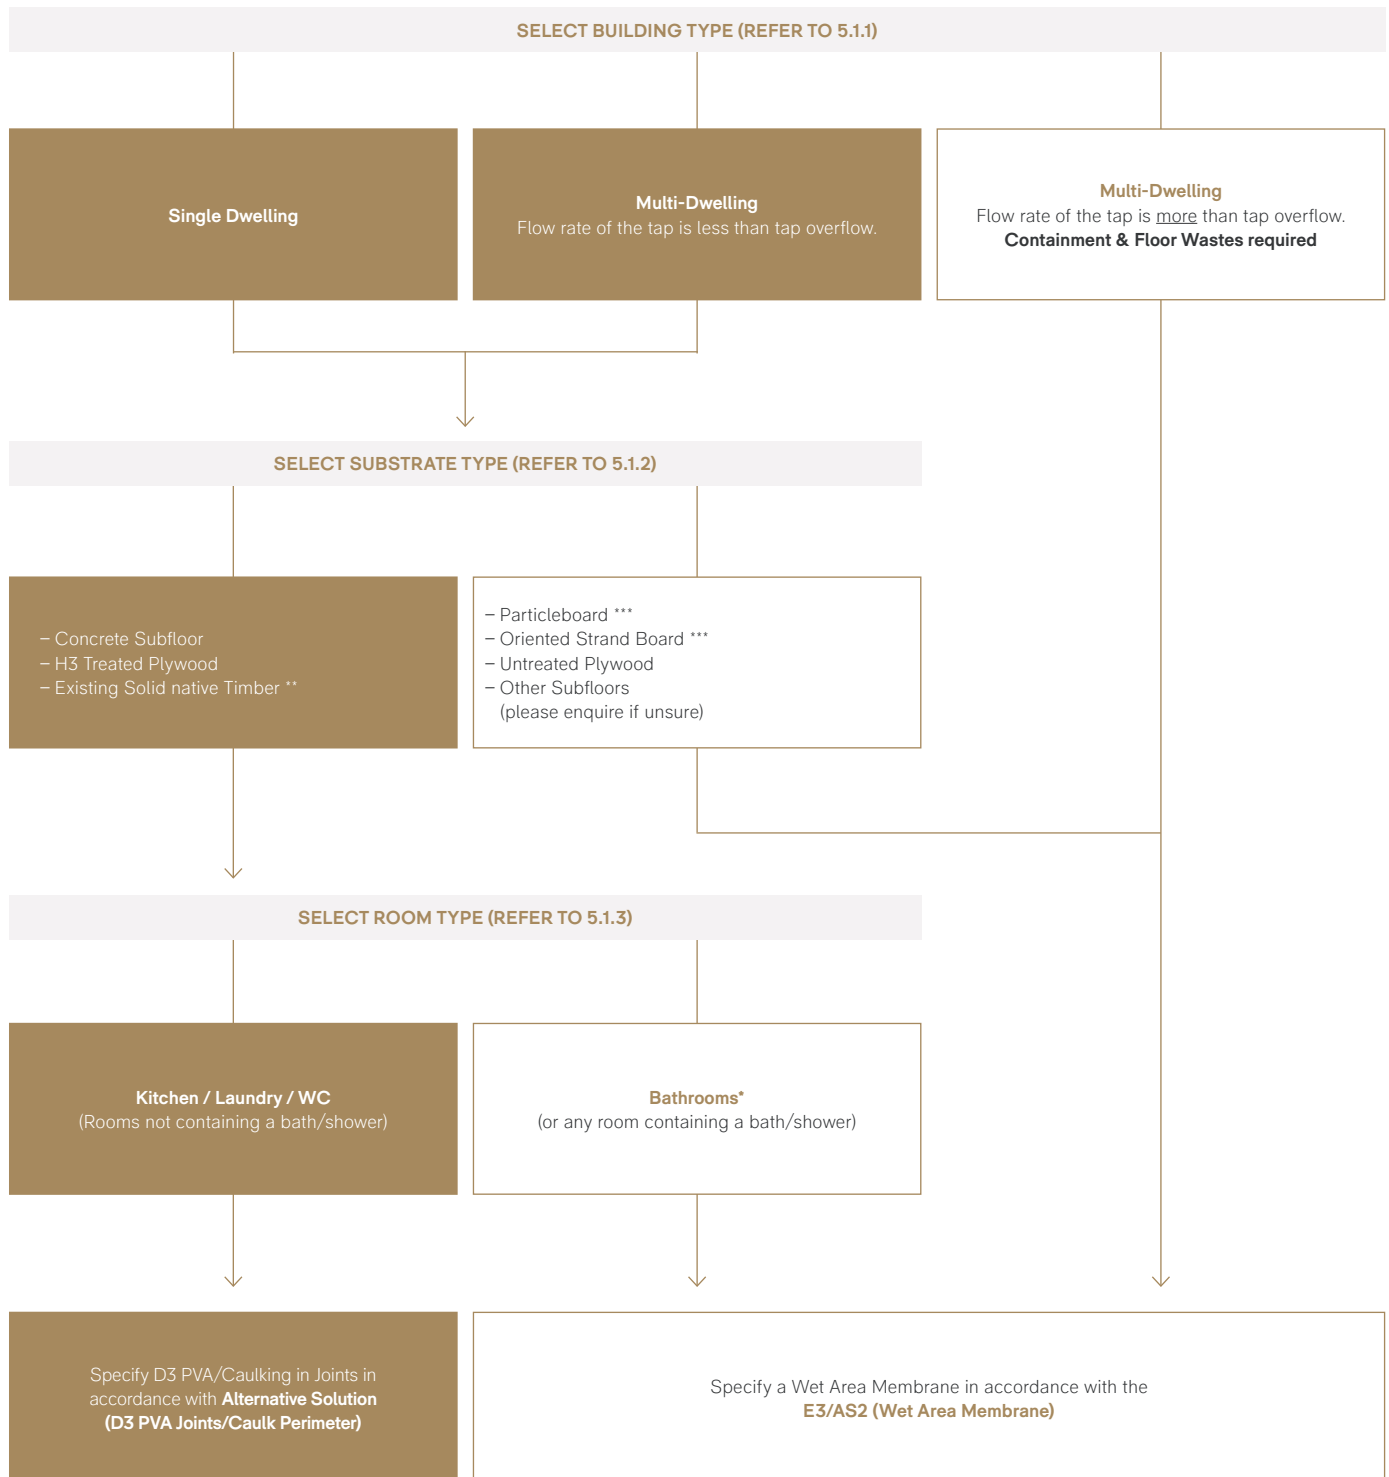 SELECT BUILDING TYPE (REFER TO 5.1.1)
Single Dwelling
Multi-Dwelling
Flow rate of the tap is less than tap overflow.
Multi-Dwelling
Flow rate of the tap is more than tap overflow.
Containment & Floor Wastes required
SELECT SUBSTRATE TYPE (REFER TO 5.1.2)
– Concrete Subfloor
– H3 Treated Plywood
– Existing Solid native Timber **
– Particleboard ***
– Oriented Strand Board ***
– Untreated Plywood
– Other Subfloors
(please enquire if unsure)
SELECT ROOM TYPE (REFER TO 5.1.3)
Kitchen / Laundry / WC
(Rooms not containing a bath/shower)
Bathrooms*
(or any room containing a bath/shower)
Specify D3 PVA/Caulking in Joints in
accordance with Alternative Solution
(D3 PVA Joints/Caulk Perimeter)
Specify a Wet Area Membrane in accordance with the
E3/AS2 (Wet Area Membrane)